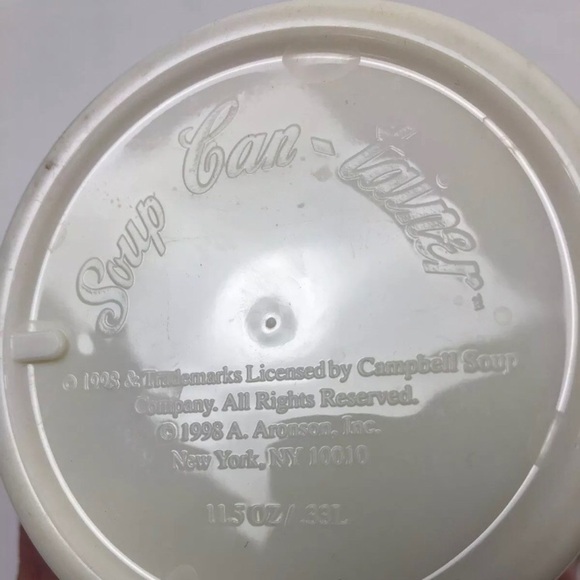 Soup Can-tainer™
© 1998 & Trademarks Licensed by Campbell Soup
Company. All Rights Reserved.
© 1998 A. Aronson, Inc.
New York, NY 10010
11.5 OZ / .33L